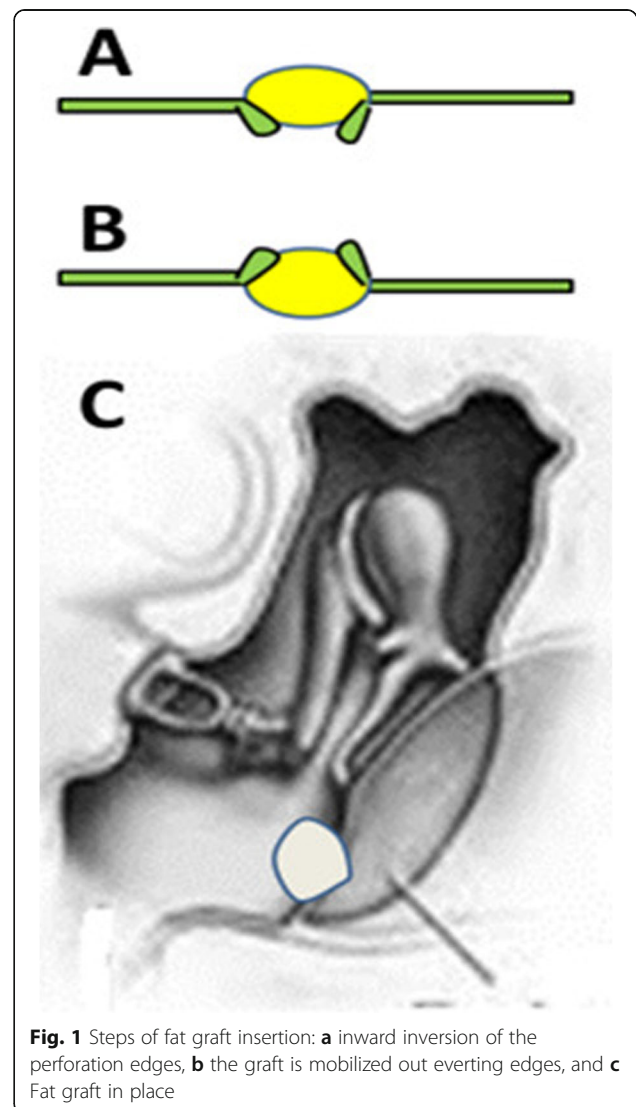 A
B
C
Fig. 1 Steps of fat graft insertion: a inward inversion of the
perforation edges, b the graft is mobilized out everting edges, and c
Fat graft in place